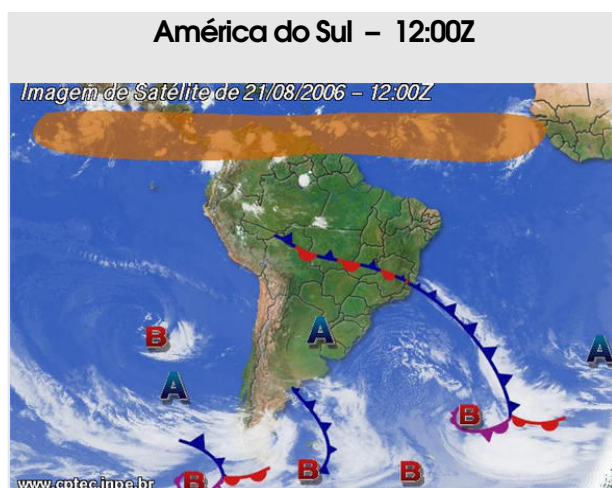 América do Sul – 12:00Z
Imagem de Satélite de 21/08/2006 – 12:00Z
B
A
A
A
B
B
B
B
www.cptec.inpe.br